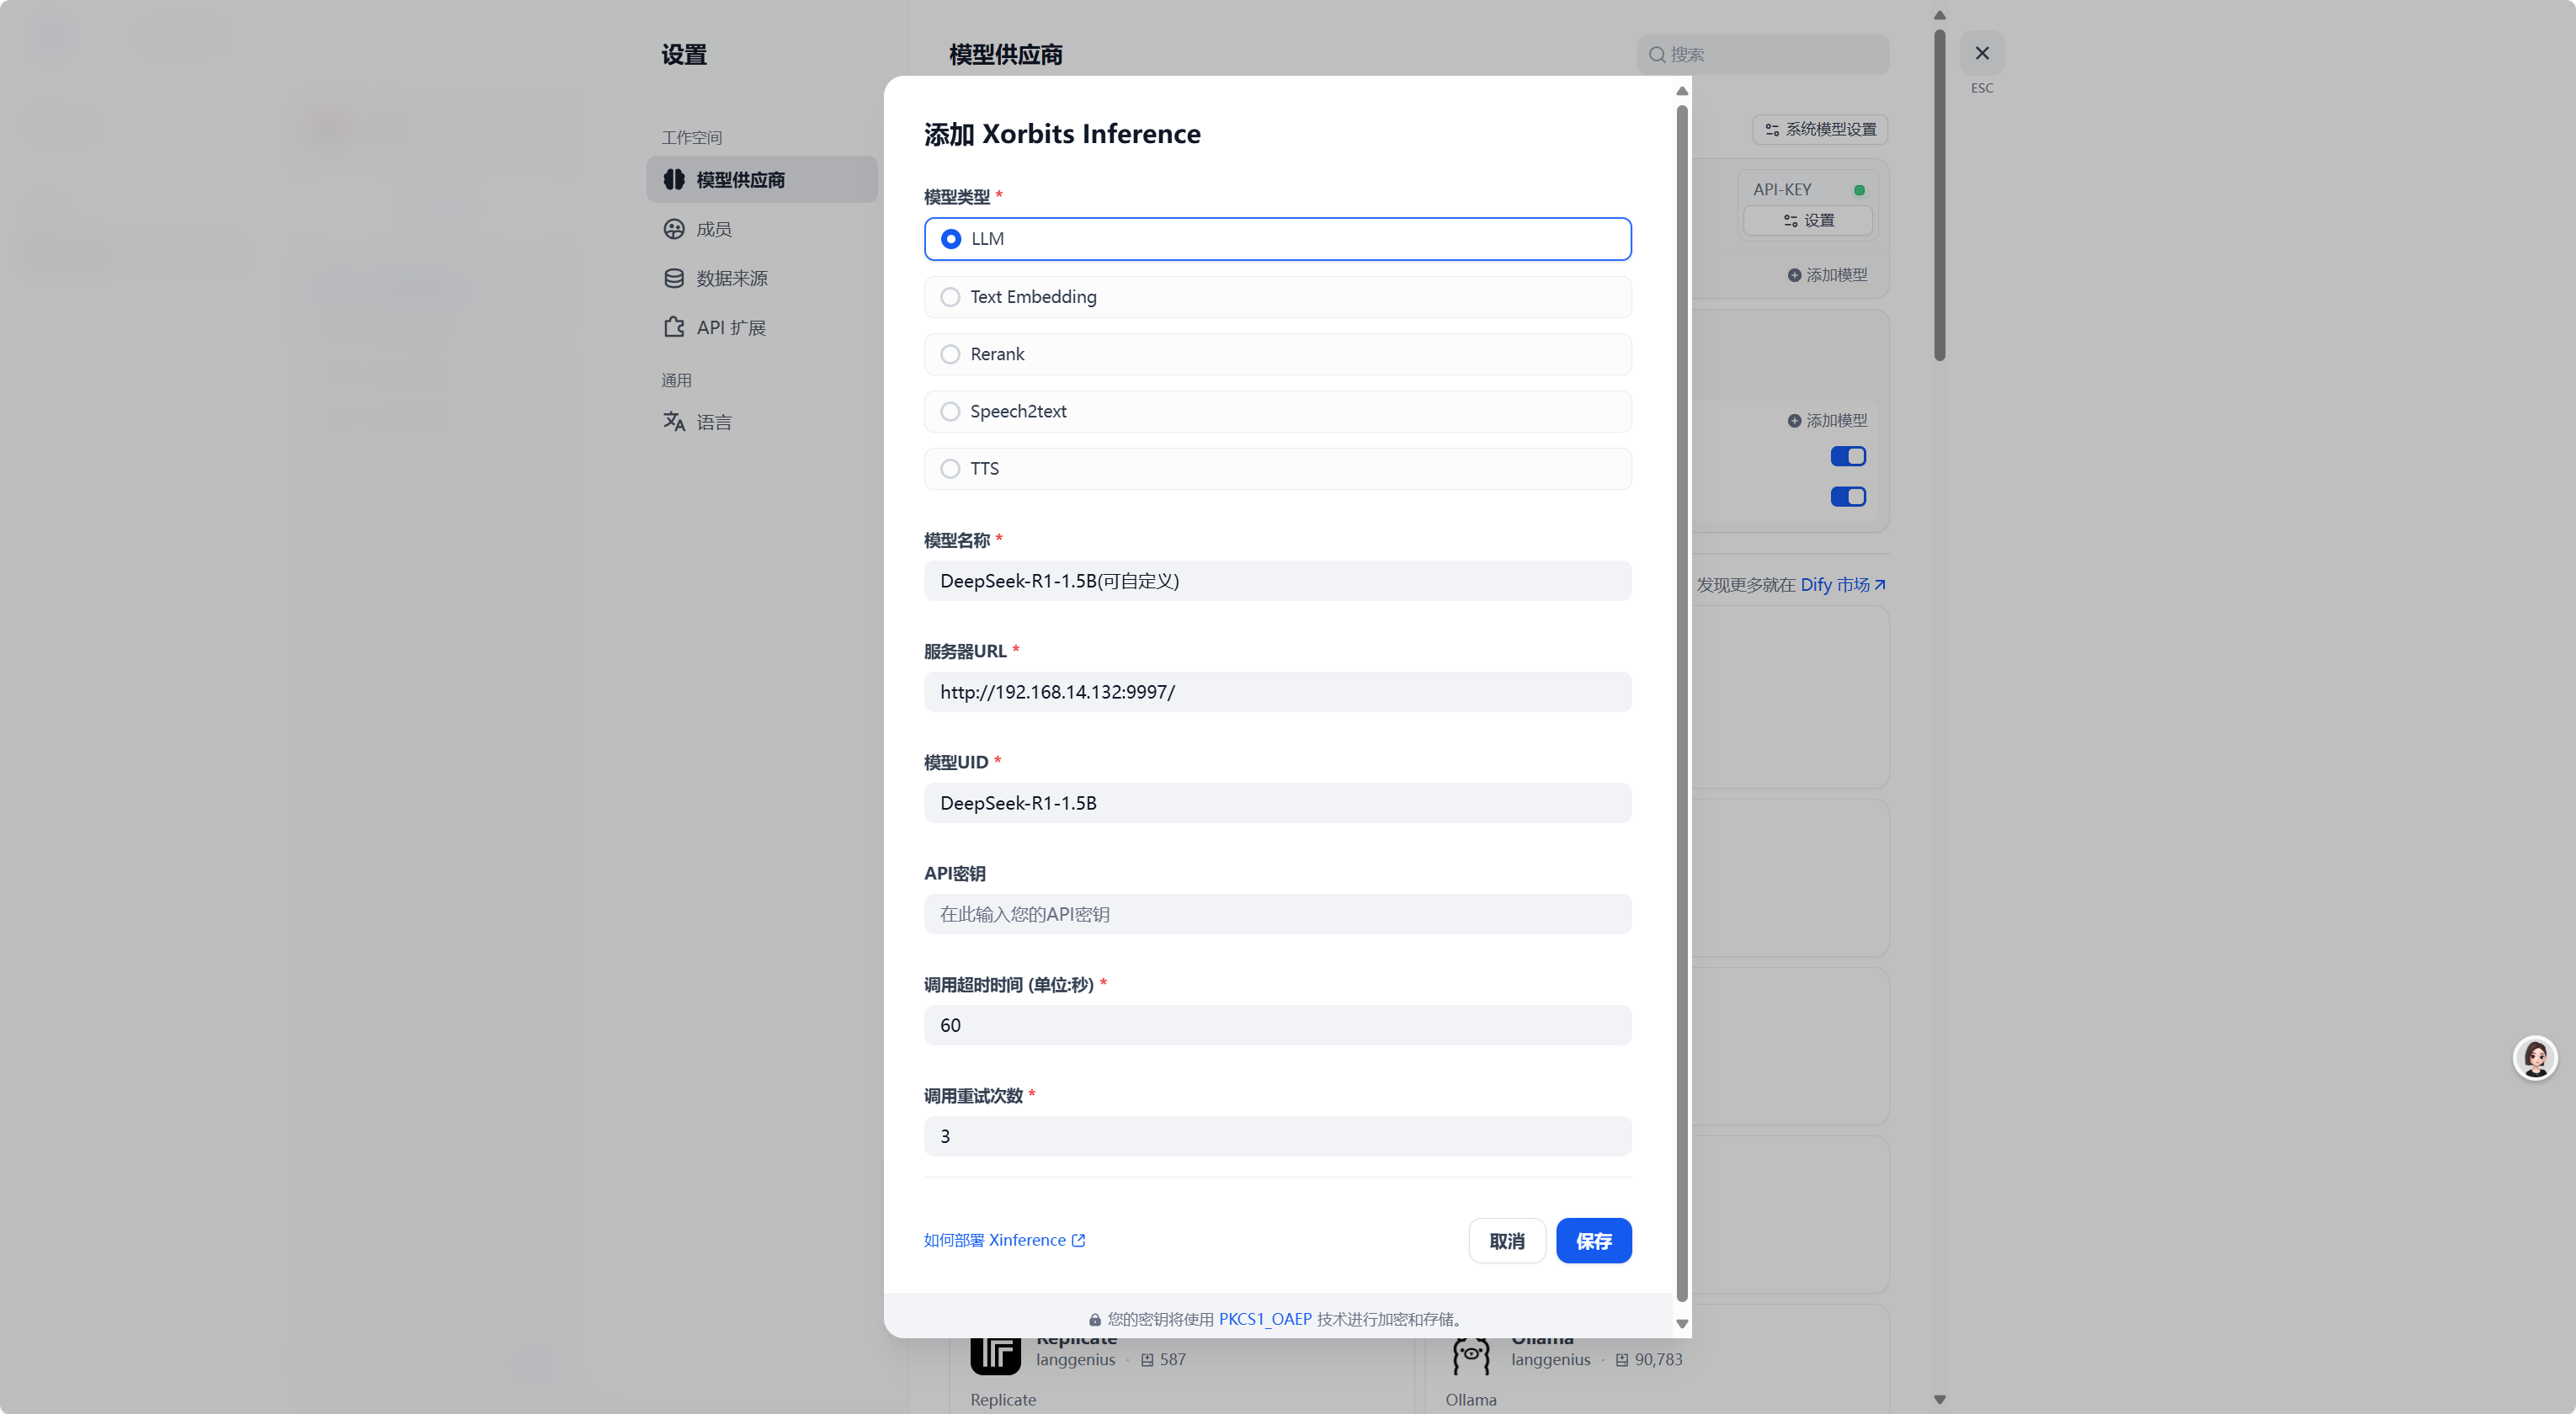 设置
模型供应商
搜索
ESC
工作空间
模型供应商
成员
数据来源
API 扩展
通用
语言
系统模型设置
API-KEY
设置
添加模型
添加模型
发现更多就在 Dify 市场
添加 Xorbits Inference
模型类型 *
LLM
Text Embedding
Rerank
Speech2text
TTS
模型名称 *
DeepSeek-R1-1.5B(可自定义)
服务器URL *
http://192.168.14.132:9997/
模型UID *
DeepSeek-R1-1.5B
API密钥
在此输入您的API密钥
调用超时时间 (单位:秒) *
60
调用重试次数 *
3
如何部署 Xinference
取消
保存
您的密钥将使用 PKCS1_OAEP 技术进行加密和存储。
Replicate
langgenius · 587
Replicate
Ollama
langgenius · 90,783
Ollama